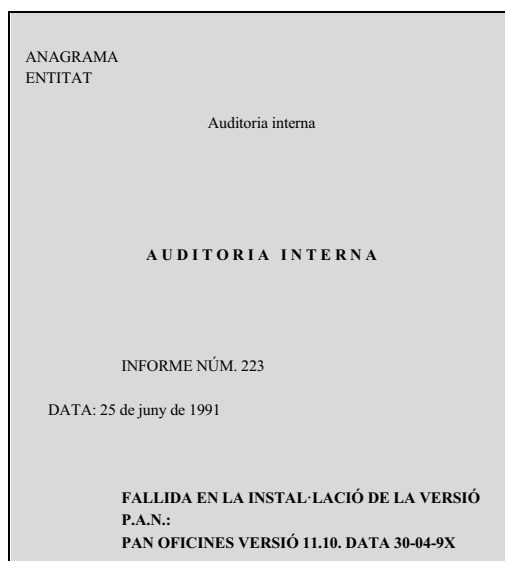 ANAGRAMA
ENTITAT
Auditoria interna
A U D I T O R I A   I N T E R N A
INFORME NÚM. 223
DATA: 25 de juny de 1991
FALLIDA EN LA INSTAL·LACIÓ DE LA VERSIÓ
P.A.N.:
PAN OFICINES VERSIÓ 11.10. DATA 30-04-9X